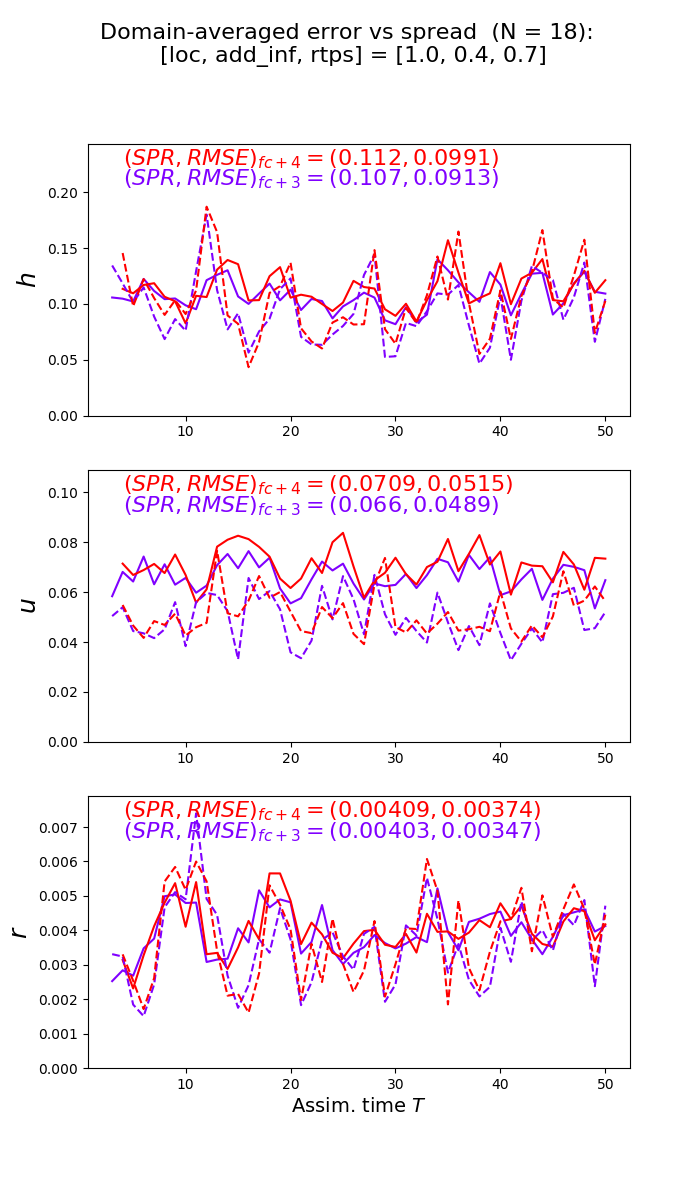 Domain-averaged error vs spread (N = 18):
[loc, add_inf, rtps] = [1.0, 0.4, 0.7]
(SPR, RMSE)fc+4 = (0.112, 0.0991)
(SPR, RMSE)fc+3 = (0.107, 0.0913)
0.20
0.15
h
0.10
0.05
0.00
10 20 30 40 50
(SPR, RMSE)fc+4 = (0.0709, 0.0515)
(SPR, RMSE)fc+3 = (0.066, 0.0489)
0.10
0.08
0.06
u
0.04
0.02
0.00
10 20 30 40 50
(SPR, RMSE)fc+4 = (0.00409, 0.00374)
(SPR, RMSE)fc+3 = (0.00403, 0.00347)
0.007
0.006
0.005
0.004
r
0.003
0.002
0.001
0.000
10 20 30 40 50
Assim. time T